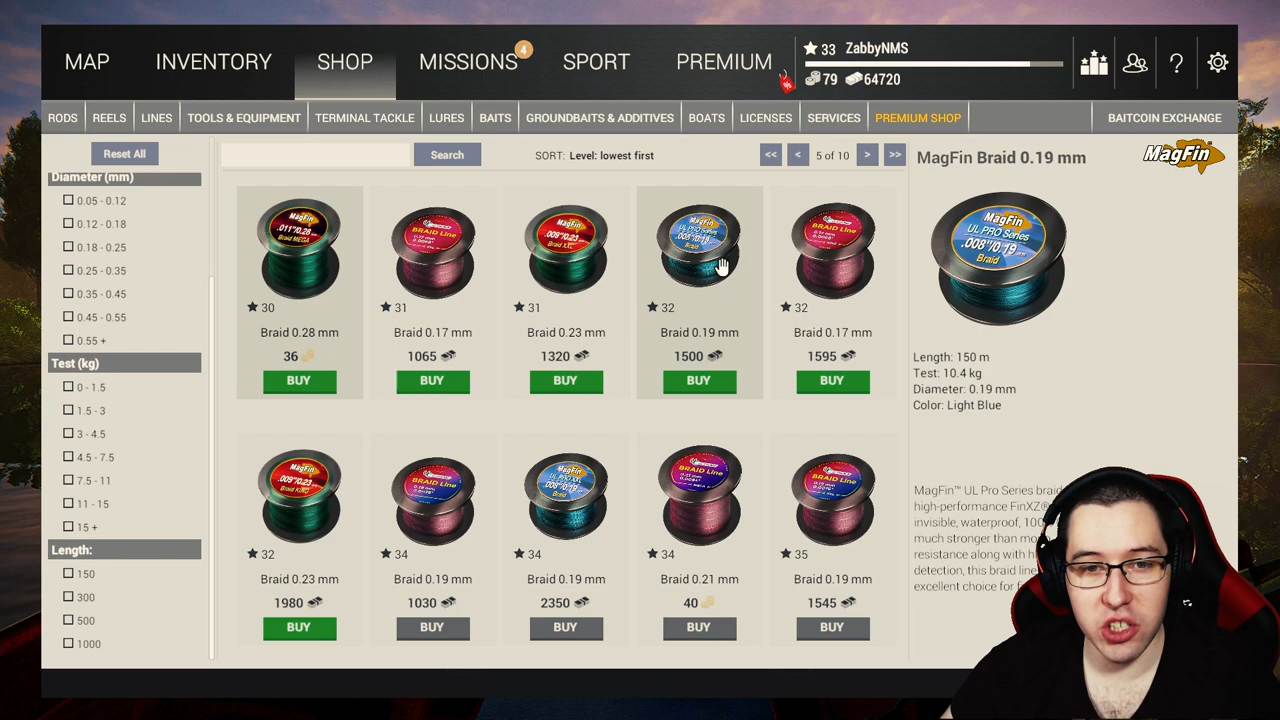 MAP INVENTORY SHOP MISSIONS 4 SPORT PREMIUM
33 ZabbyNMS
79 64720
RODS REELS LINES TOOLS & EQUIPMENT TERMINAL TACKLE LURES BAITS GROUNDBAITS & ADDITIVES BOATS LICENSES SERVICES PREMIUM SHOP BAITCOIN EXCHANGE
Reset All
Search
SORT: Level: lowest first
<< < 5 of 10 > >>
Diameter (mm)
0.05 - 0.12
0.12 - 0.18
0.18 - 0.25
0.25 - 0.35
0.35 - 0.45
0.45 - 0.55
0.55 +
Test (kg)
0 - 1.5
1.5 - 3
3 - 4.5
4.5 - 7.5
7.5 - 11
11 - 15
15 +
Length:
150
300
500
1000
30 31 31 32 32
Braid 0.28 mm Braid 0.17 mm Braid 0.23 mm Braid 0.19 mm Braid 0.17 mm
36 1065 1320 1500 1595
BUY BUY BUY BUY BUY
32 34 34 34 35
Braid 0.23 mm Braid 0.19 mm Braid 0.19 mm Braid 0.21 mm Braid 0.19 mm
1980 1030 2350 40 1545
BUY BUY BUY BUY BUY
MagFin Braid 0.19 mm
MagFin
MagFin
UL PRO Series
.008"/0,19 mm
Braid
Length: 150 m
Test: 10.4 kg
Diameter: 0.19 mm
Color: Light Blue
MagFin™ UL Pro Series braid
high-performance FinXZ®
invisible, waterproof, 100
much stronger than
resistance along with
detection, this braid line
excellent choice for